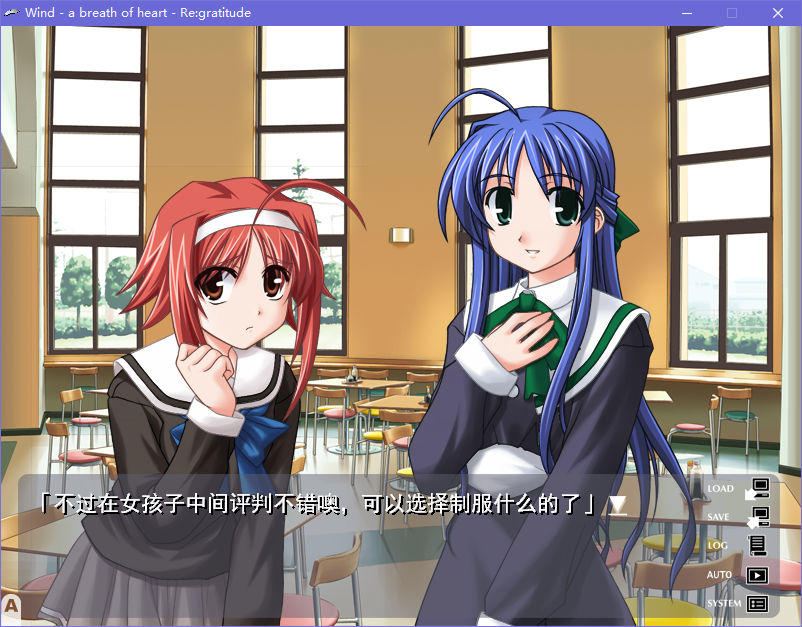 Wind - a breath of heart - Re:gratitude
「不过在女孩子中间评判不错噢，可以选择制服什么的了」
LOAD
SAVE
LOG
AUTO
SYSTEM
A